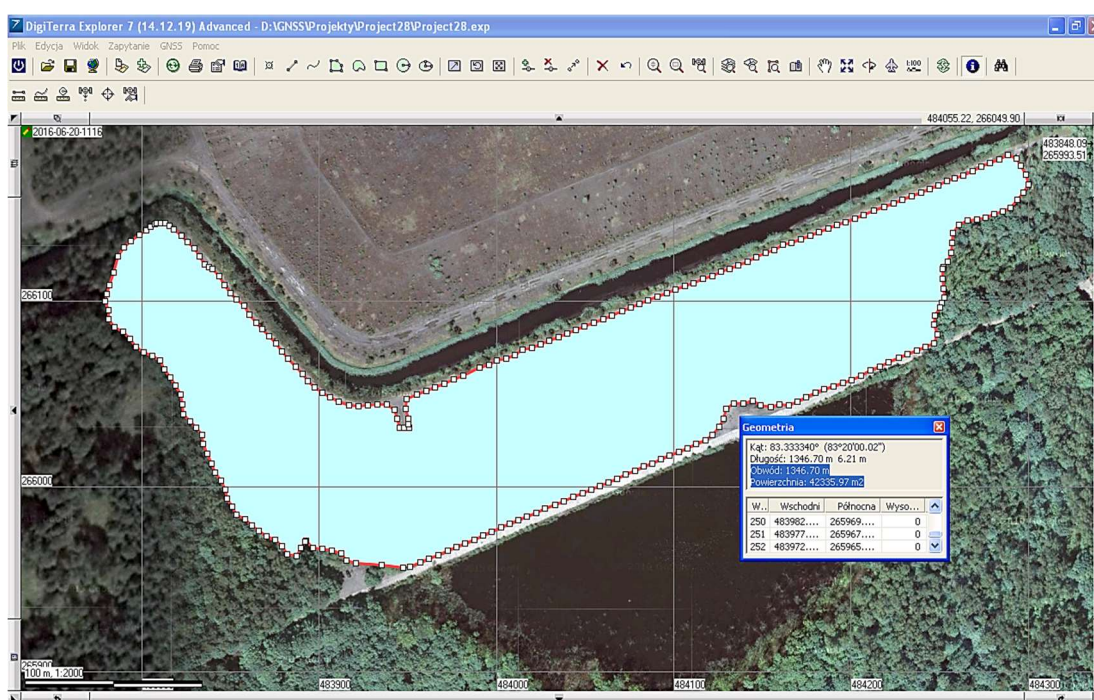 DigiTerra Explorer 7 (14.12.19) Advanced - D:\GNSS\Projekty\Project28\Project28.exp
Plik Edycja Widok Zapytanie GNSS Pomoc
484055.22, 266049.90
2016-06-20-1116
483848.09
265993.51
266100
Geometria
Kąt: 83.333340° (83°20'00.02")
Długość: 1346.70 m 6.21 m
Obwód: 1346.70 m
Powierzchnia: 42335.97 m2
W.. Wschodni Północna Wyso...
250 483982.... 265969.... 0
251 483977.... 265967.... 0
252 483972.... 265965.... 0
266000
265900
100 m, 1:2000
483900 484000 484100 484200 484300